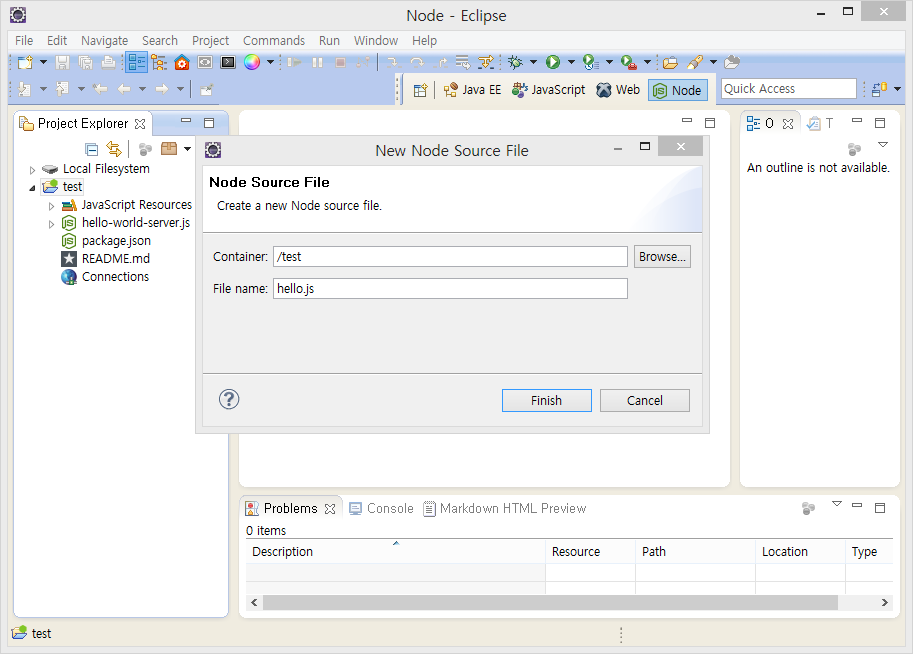 Node - Eclipse
File Edit Navigate Search Project Commands Run Window Help
Java EE JavaScript Web Node Quick Access
Project Explorer
Local Filesystem
test
JavaScript Resources
hello-world-server.js
package.json
README.md
Connections
New Node Source File
Node Source File
Create a new Node source file.
Container: /test Browse...
File name: hello.js
Finish Cancel
O T
An outline is not available.
Problems Console Markdown HTML Preview
0 items
Description Resource Path Location Type
test